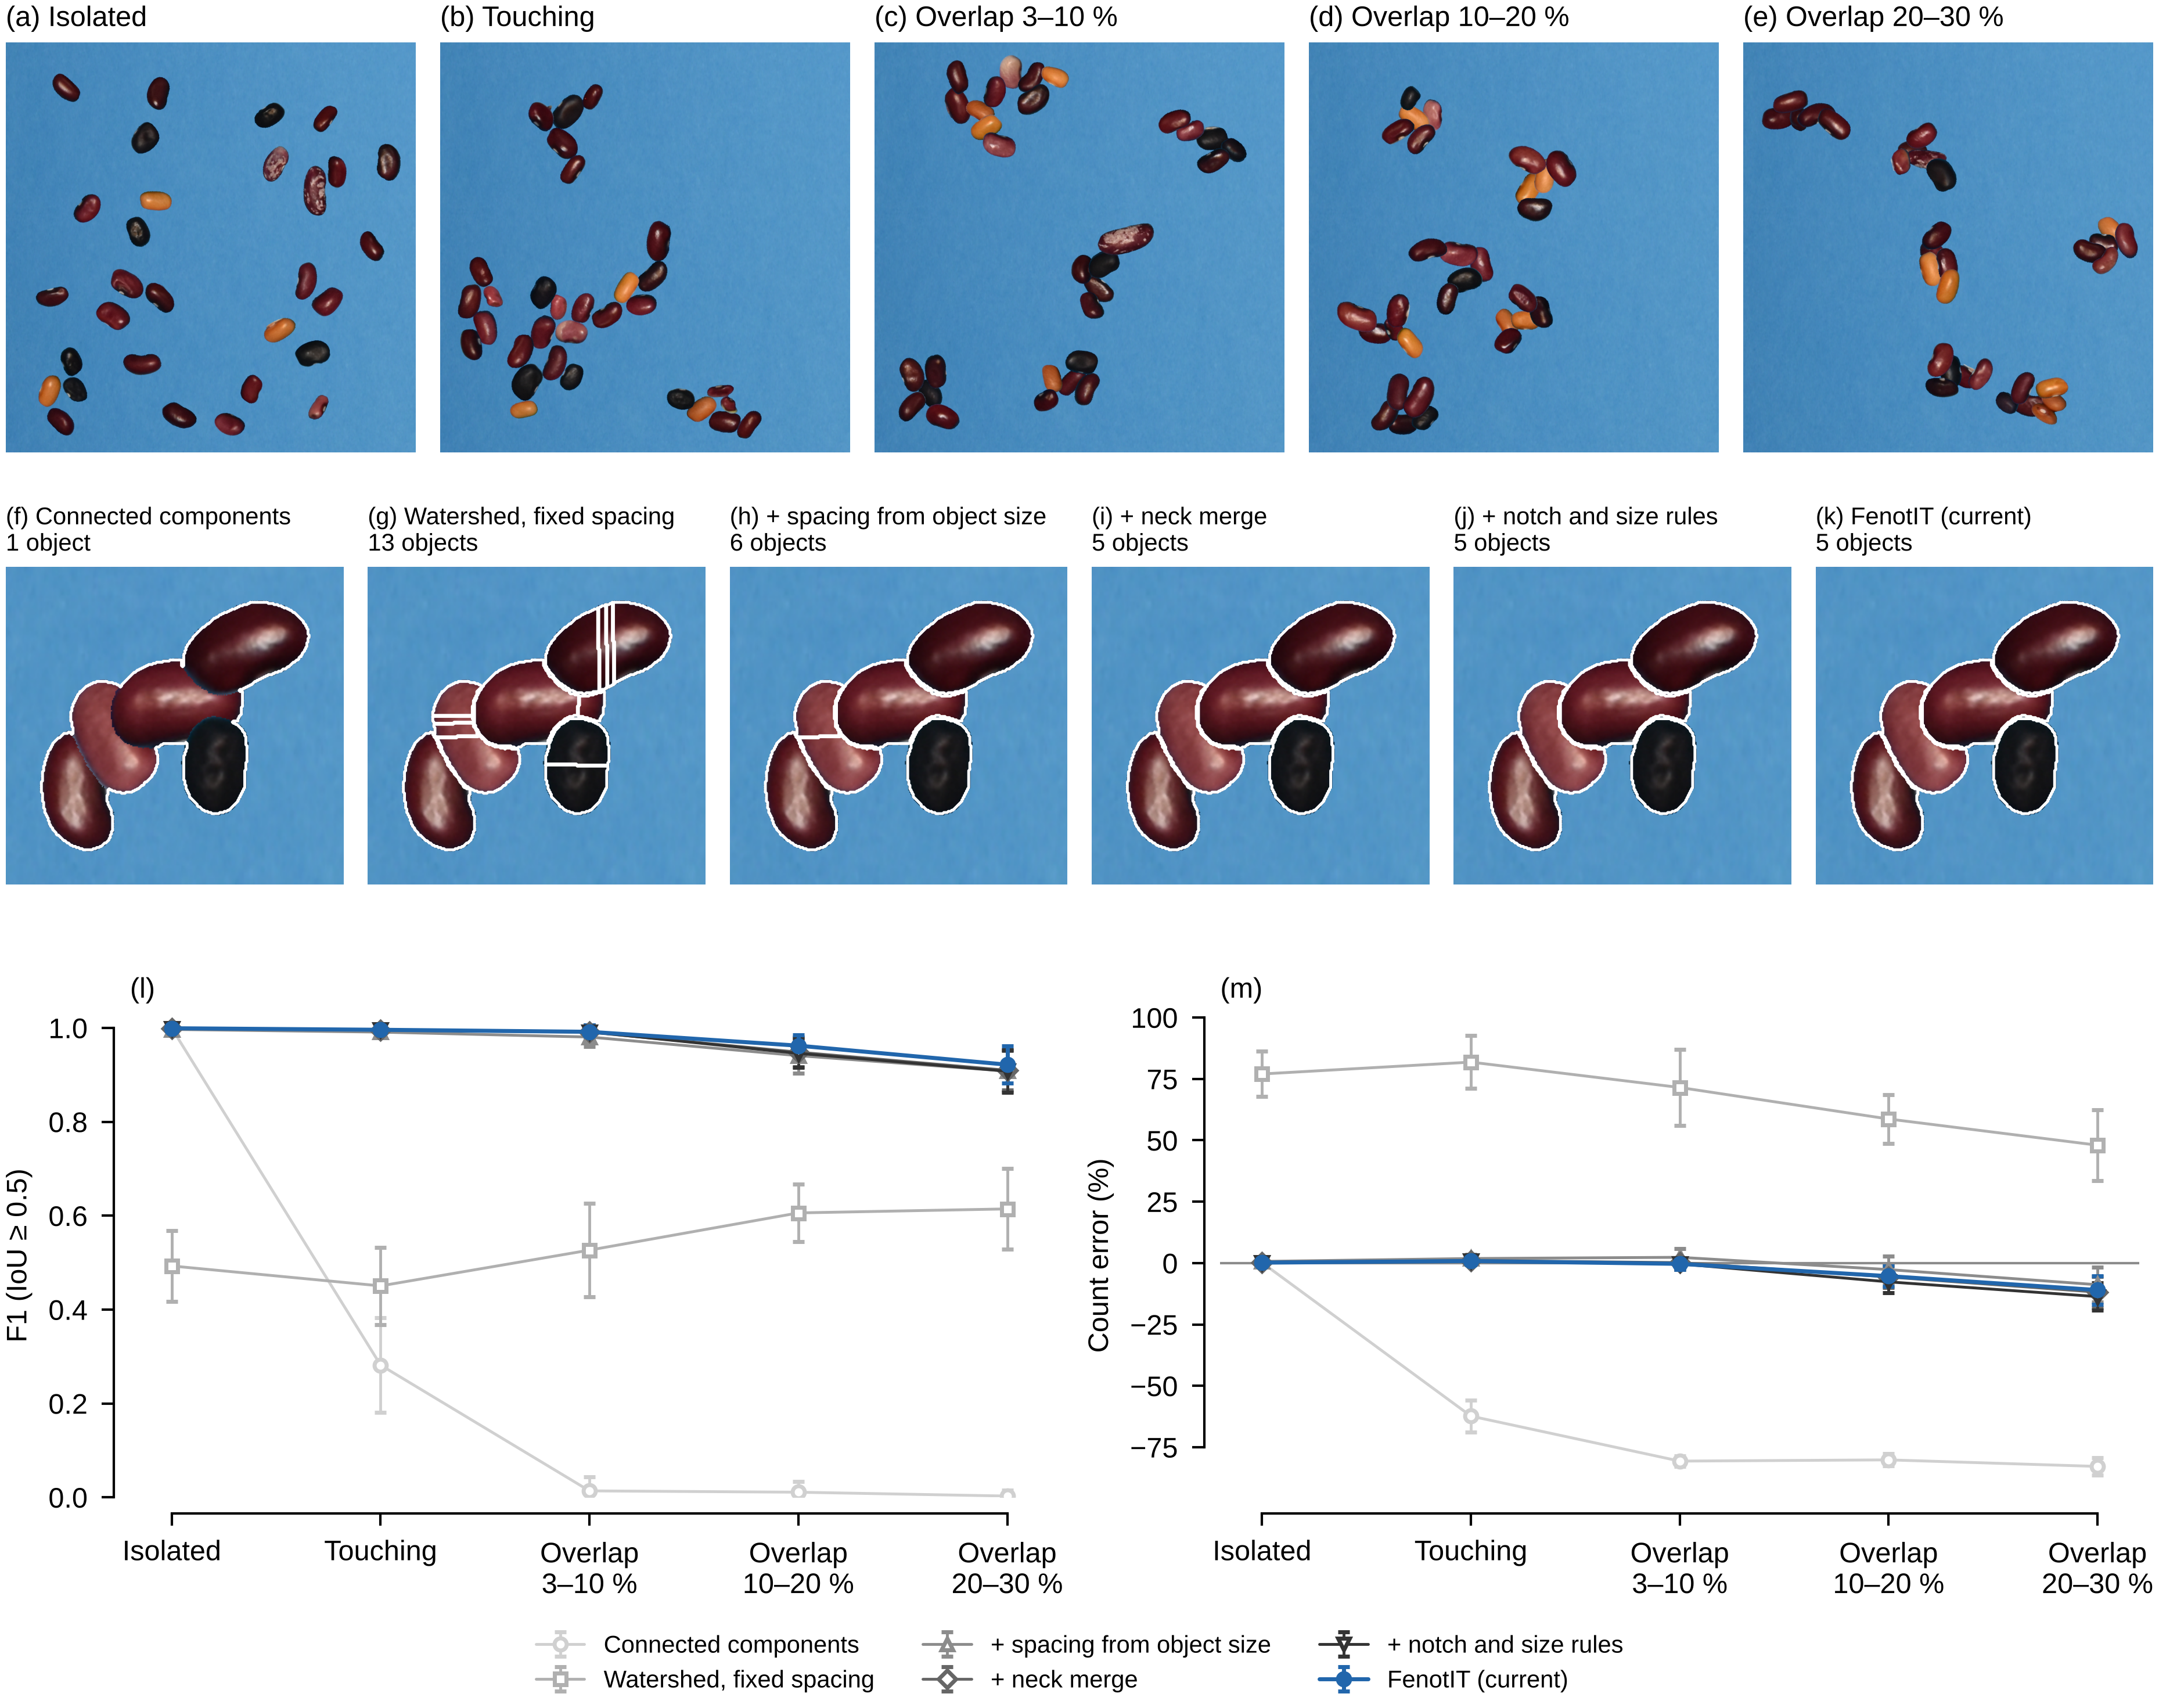 (a) Isolated
(b) Touching
(c) Overlap 3–10 %
(d) Overlap 10–20 %
(e) Overlap 20–30 %
(f) Connected components
1 object
(g) Watershed, fixed spacing
13 objects
(h) + spacing from object size
6 objects
(i) + neck merge
5 objects
(j) + notch and size rules
5 objects
(k) FenotIT (current)
5 objects
(l)
F1 (IoU ≥ 0.5)
1.0
0.8
0.6
0.4
0.2
0.0
Isolated
Touching
Overlap
3–10 %
Overlap
10–20 %
Overlap
20–30 %
(m)
Count error (%)
100
75
50
25
0
−25
−50
−75
Isolated
Touching
Overlap
3–10 %
Overlap
10–20 %
Overlap
20–30 %
Connected components
Watershed, fixed spacing
+ spacing from object size
+ neck merge
+ notch and size rules
FenotIT (current)